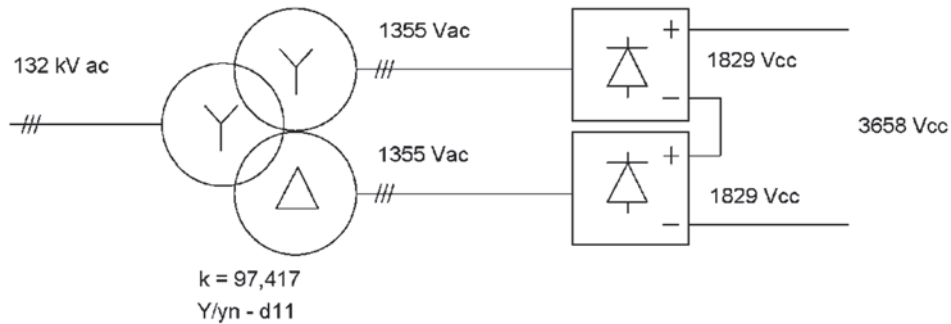 132 kV ac
1355 Vac
1829 Vcc
3658 Vcc
1355 Vac
1829 Vcc
k = 97,417
Y/yn - d11